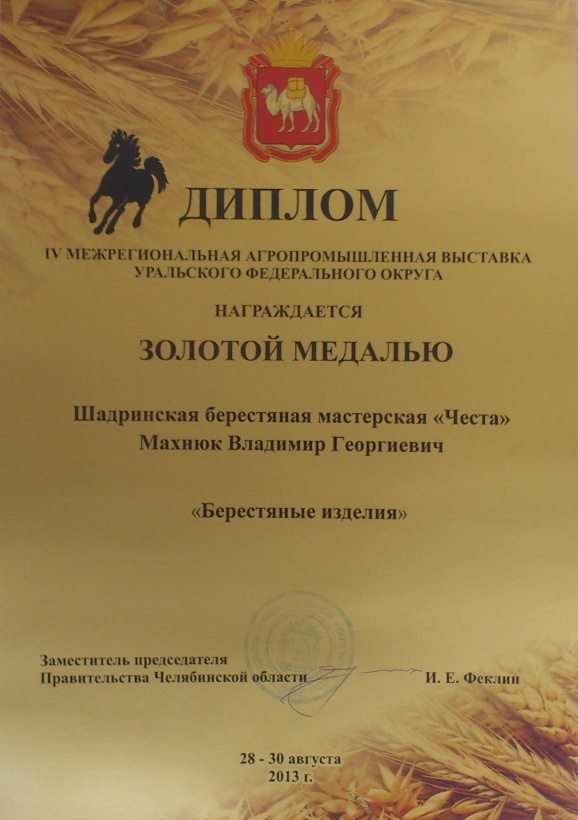 ДИПЛОМ
IV МЕЖРЕГИОНАЛЬНАЯ АГРОПРОМЫШЛЕННАЯ ВЫСТАВКА
УРАЛЬСКОГО ФЕДЕРАЛЬНОГО ОКРУГА
НАГРАЖДАЕТСЯ
ЗОЛОТОЙ МЕДАЛЬЮ
Шадринская берестяная мастерская «Честа»
Махнюк Владимир Георгиевич
«Берестяные изделия»
Заместитель председателя
Правительства Челябинской области И. Е. Феклин
28 - 30 августа
2013 г.